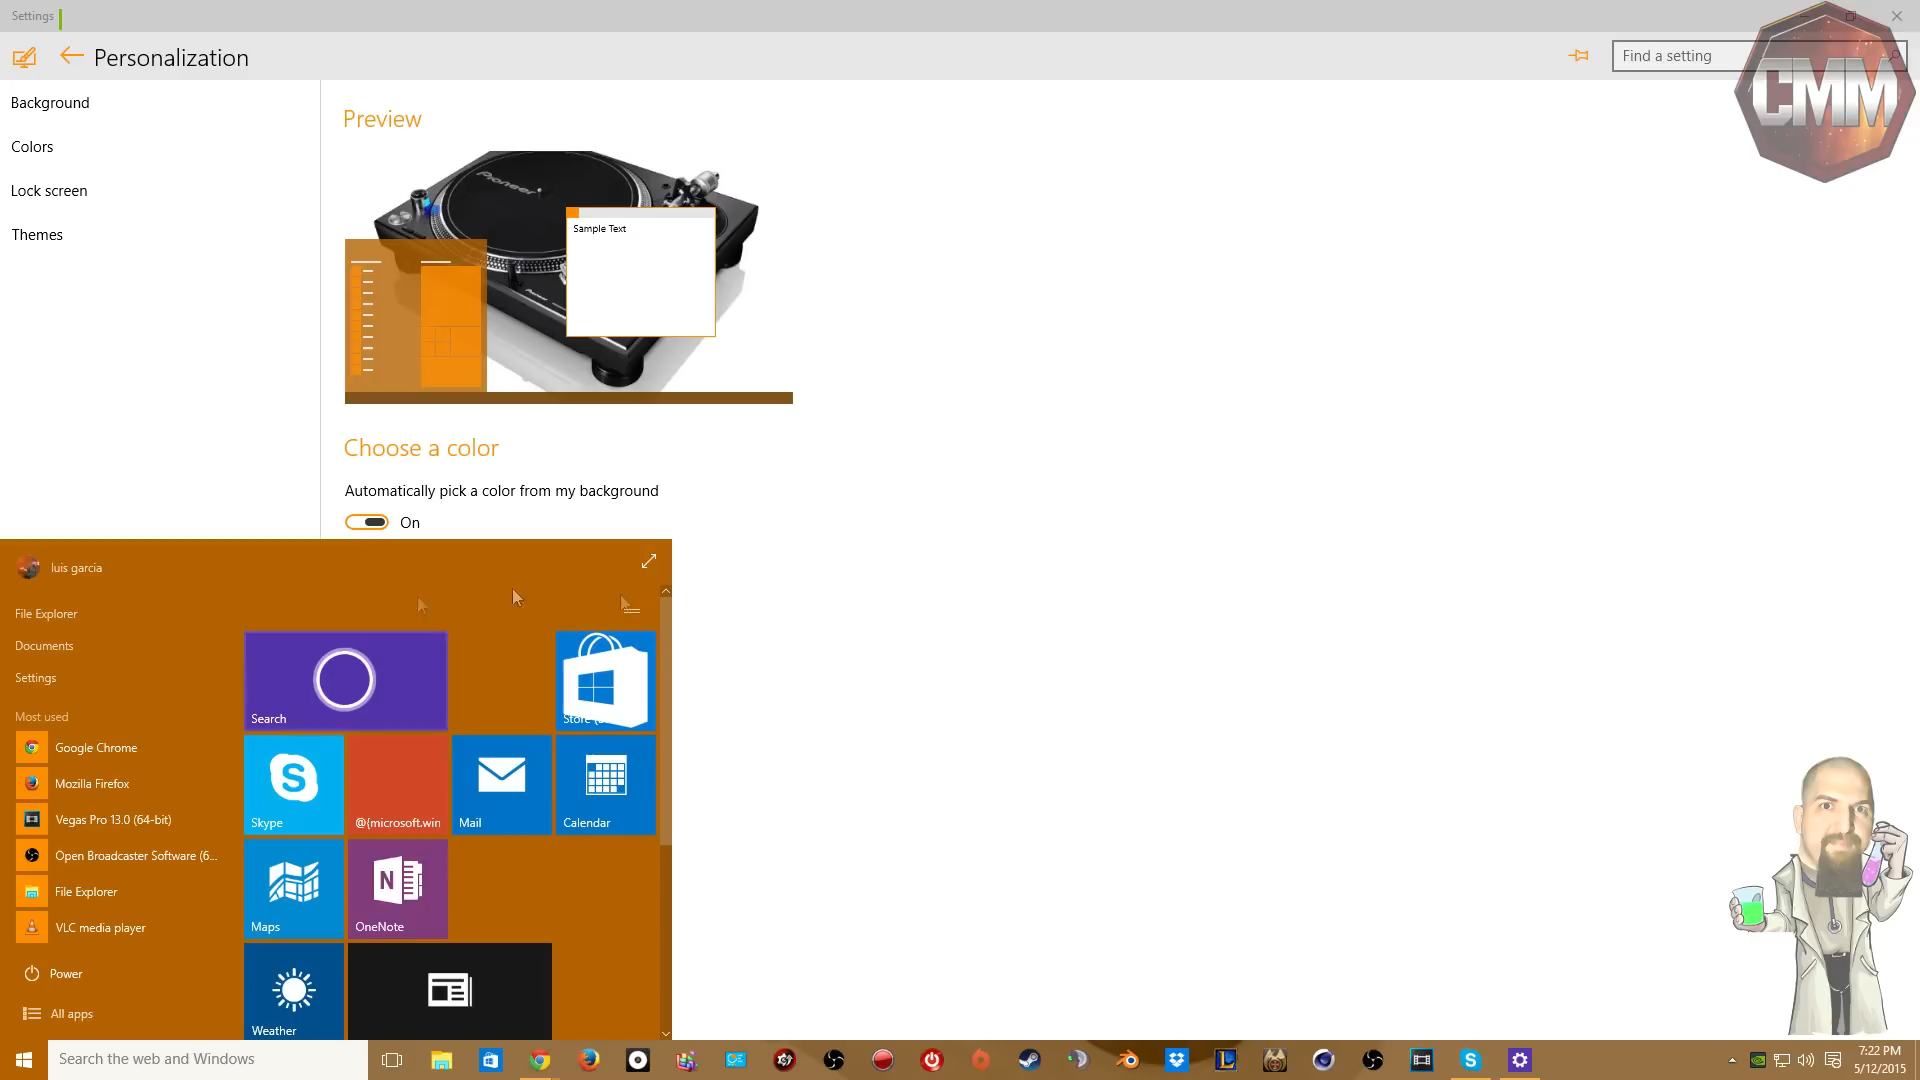 Settings
Personalization
Find a setting
CMM
Background
Colors
Lock screen
Themes
Preview
Pioneer
Sample Text
Choose a color
Automatically pick a color from my background
On
luis garcia
File Explorer
Documents
Settings
Most used
Google Chrome
Mozilla Firefox
Vegas Pro 13.0 (64-bit)
Open Broadcaster Software (6...
File Explorer
VLC media player
Power
All apps
Search
Store
Skype
@{microsoft.win
Mail
Calendar
Maps
OneNote
Weather
Search the web and Windows
7:22 PM
5/12/2015